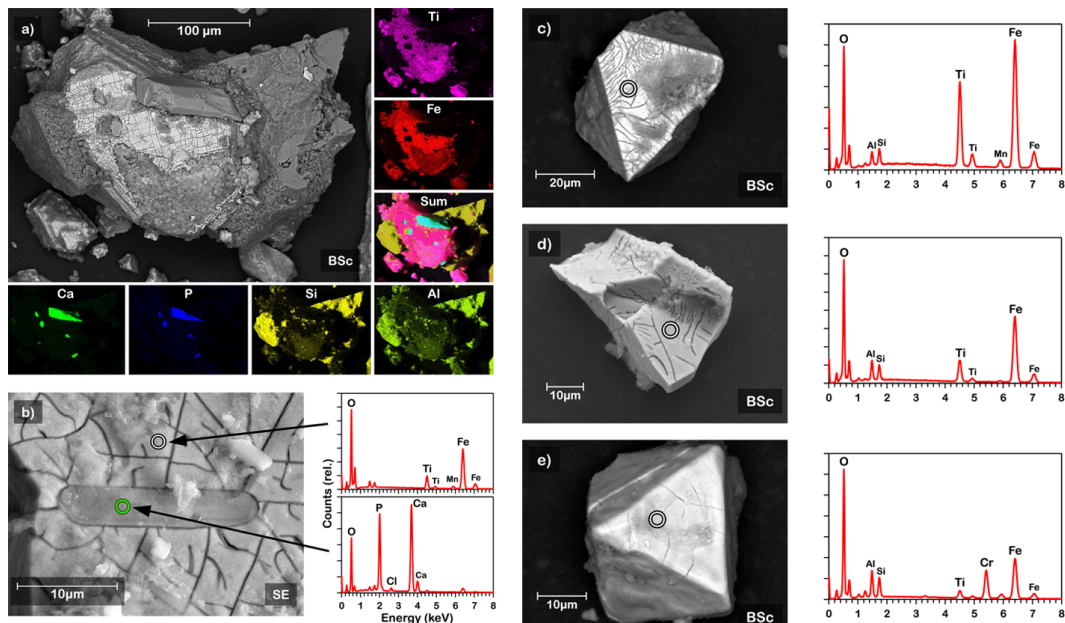 a)
100 µm
BSc
Ti
Fe
Sum
Ca
P
Si
Al
b)
10µm
SE
Counts (rel.)
O
Ti
Ti
Mn
Fe
Fe
O
P
Cl
Ca
Ca
0 1 2 3 4 5 6 7 8
Energy (keV)
c)
20µm
BSc
O
Al
Si
Ti
Ti
Mn
Fe
Fe
0 1 2 3 4 5 6 7 8
d)
10µm
BSc
O
Al
Si
Ti
Ti
Fe
Fe
0 1 2 3 4 5 6 7 8
e)
10µm
BSc
O
Al
Si
Ti
Cr
Fe
Fe
0 1 2 3 4 5 6 7 8